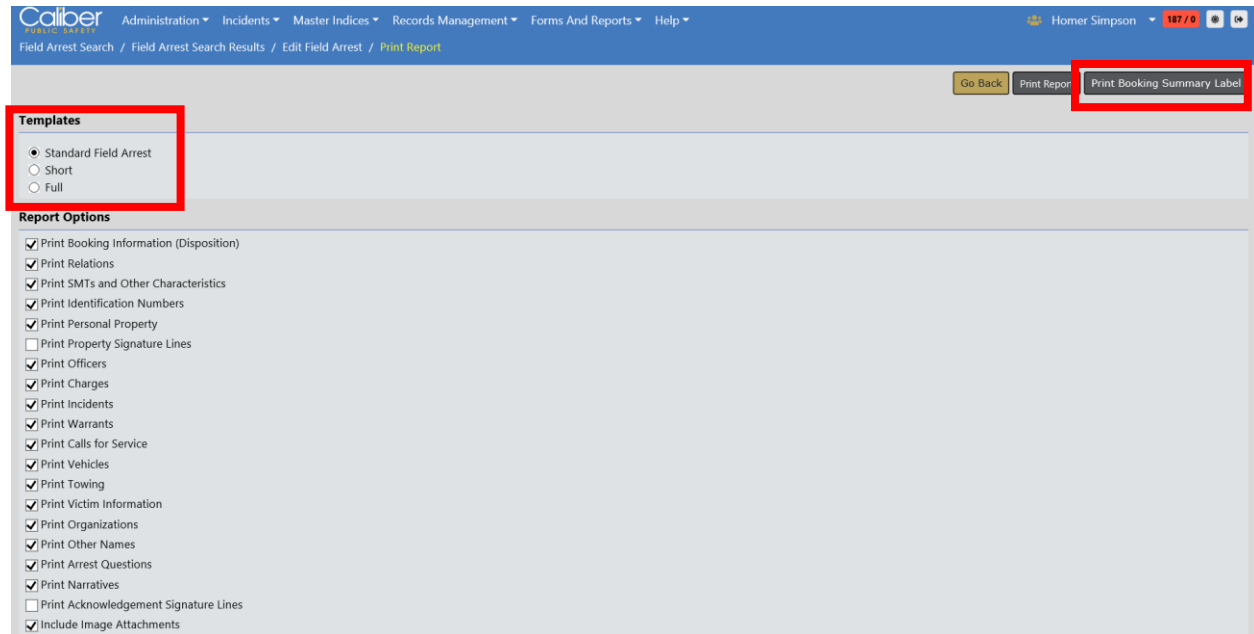 Caliber Administration Incidents Master Indices Records Management Forms And Reports Help Homer Simpson 187 / 0
PUBLIC SAFETY
Field Arrest Search / Field Arrest Search Results / Edit Field Arrest / Print Report
Go Back Print Repor Print Booking Summary Label
Templates
Standard Field Arrest
Short
Full
Report Options
Print Booking Information (Disposition)
Print Relations
Print SMTs and Other Characteristics
Print Identification Numbers
Print Personal Property
Print Property Signature Lines
Print Officers
Print Charges
Print Incidents
Print Warrants
Print Calls for Service
Print Vehicles
Print Towing
Print Victim Information
Print Organizations
Print Other Names
Print Arrest Questions
Print Narratives
Print Acknowledgement Signature Lines
Include Image Attachments